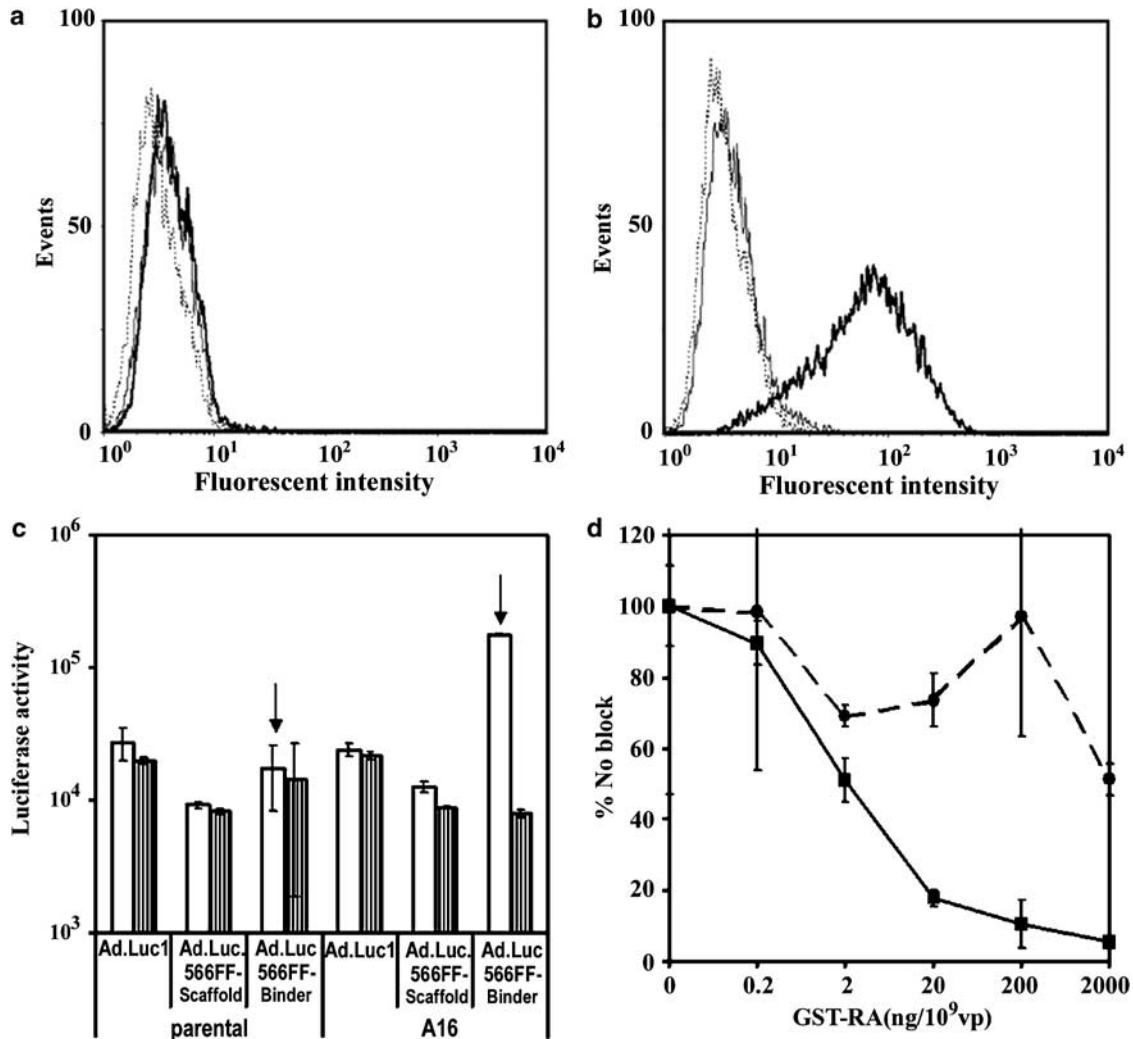 a
100
50
0
Events
10^0
10^1
10^2
10^3
10^4
Fluorescent intensity
b
100
50
0
Events
10^0
10^1
10^2
10^3
10^4
Fluorescent intensity
c
10^6
10^5
10^4
10^3
Luciferase activity
Ad.Luc1
Ad.Luc.
566FF-
Scaffold
Ad.Luc
566FF-
Binder
Ad.Luc1
Ad.Luc.
566FF-
Scaffold
Ad.Luc
566FF-
Binder
parental
A16
d
120
100
80
60
40
20
0
% No block
0
0.2
2
20
200
2000
GST-RA(ng/10^9vp)